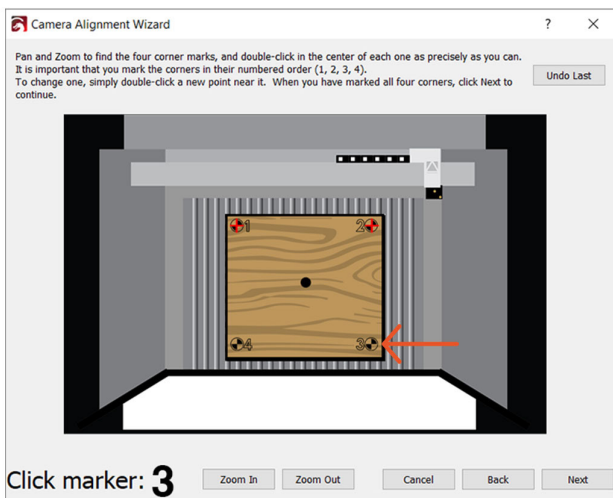 Camera Alignment Wizard
?
Pan and Zoom to find the four corner marks, and double-click in the center of each one as precisely as you can.
It is important that you mark the corners in their numbered order (1, 2, 3, 4).
To change one, simply double-click a new point near it.  When you have marked all four corners, click Next to
continue.
Undo Last
1
2
4
3
Click marker: 3
Zoom In
Zoom Out
Cancel
Back
Next